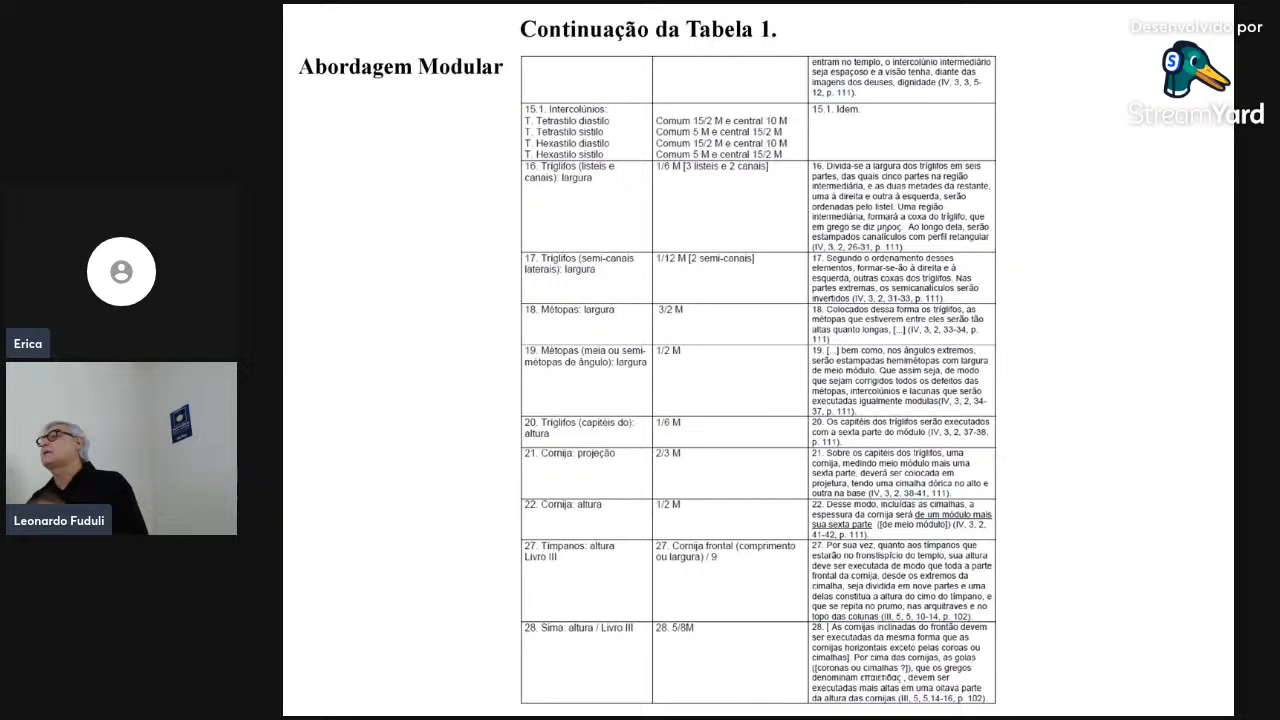 Continuação da Tabela 1.
Desenvolvido por
StreamYard
Abordagem Modular
entram no templo, o intercolúnio intermediário
seja espaçoso e a visão tenha, diante das
imagens dos deuses, dignidade (IV, 3, 3, 5-
12, p. 111).
15.1. Intercolúnios:
T. Tetrastilo diastilo
T. Tetrastilo sistilo
T. Hexastilo diastilo
T. Hexastilo sistilo
Comum 15/2 M e central 10 M
Comum 5 M e central 15/2 M
Comum 15/2 M e central 10 M
Comum 5 M e central 15/2 M
15.1. Idem.
16. Tríglifos (listeis e
canais): largura
1/6 M [3 listeis e 2 canais]
16. Divida-se a largura dos tríglifos em seis
partes, das quais cinco partes na região
intermediária, e as duas metades da restante,
uma à direita e outra à esquerda, serão
ordenadas pelo listel. Uma região
intermediária, formará a coxa do tríglifo, que
em grego se diz μηρος. Ao longo dela, serão
estampados canalículos com perfil retangular
(IV, 3, 2, 26-31, p. 111)
17. Tríglifos (semi-canais
laterais): largura
1/12 M [2 semi-canais]
17. Segundo o ordenamento desses
elementos, formar-se-ão à direita e à
esquerda, outras coxas dos tríglifos. Nas
partes extremas, os semicanalículos serão
invertidos (IV, 3, 2, 31-33, p. 111).
18. Métopas: largura
3/2 M
18. Colocados dessa forma os tríglifos, as
métopas que estiverem entre eles serão tão
altas quanto longas, [...] (IV, 3, 2, 33-34, p.
111)
19. Métopas (meia ou semi-
métopas do ângulo): largura
1/2 M
19. [...] bem como, nos ângulos extremos,
serão estampadas hemimétopas com largura
de meio módulo. Que assim seja, de modo
que sejam corrigidos todos os defeitos das
métopas, intercolúnios e lacunas que serão
executadas igualmente modulas(IV, 3, 2, 34-
37, p. 111).
20. Tríglifos (capitéis do):
altura
1/6 M
20. Os capitéis dos tríglifos serão executados
com a sexta parte do módulo (IV, 3, 2, 37-38,
p. 111).
21. Cornija: projeção
2/3 M
21. Sobre os capitéis dos tríglifos, uma
cornija, medindo meio módulo mais uma
sexta parte, deverá ser colocada em
projetura, tendo uma cimalha dórica no alto e
outra na base (IV, 3, 2, 38-41, 111).
22. Cornija: altura
1/2 M
22. Desse modo, incluídas as cimalhas, a
espessura da cornija será de um módulo mais
sua sexta parte ([de meio módulo]) (IV. 3, 2,
41-42, p. 111).
27. Tímpanos: altura
Livro III
27. Cornija frontal (comprimento
ou largura) / 9
27. Por sua vez, quanto aos tímpanos que
estarão no fronstispício do templo, sua altura
deve ser executada de modo que toda a parte
frontal da cornija, desde os extremos da
cimalha, seja dividida em nove partes e uma
delas constitua a altura do cimo do tímpano, e
que se repita no prumo, nas arquitraves e no
topo das colunas (III, 5, 5, 10-14, p. 102).
28. Sima: altura / Livro III
28. 5/8M
28. [ As cornijas inclinadas do frontão devem
ser executadas da mesma forma que as
cornijas horizontais exceto pelas coroas ou
cimalhas]. Por cima das cornijas, as golas
([coronas ou cimalhas ?]), que os gregos
denominam επαιετιδας , devem ser
executadas mais altas em uma oitava parte
da altura das cornijas (III, 5, 5,14-16, p. 102).
Erica
Leonardo Fuduli